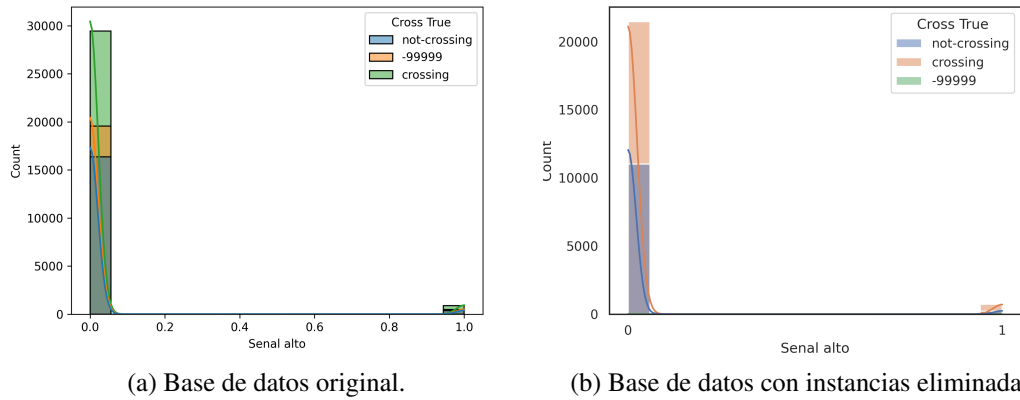 Cross True
not-crossing
-99999
crossing
30000
25000
20000
15000
10000
5000
0
Count
0.0 0.2 0.4 0.6 0.8 1.0
Senal alto
(a) Base de datos original.
Cross True
not-crossing
crossing
-99999
20000
15000
10000
5000
0
Count
0 1
Senal alto
(b) Base de datos con instancias eliminada